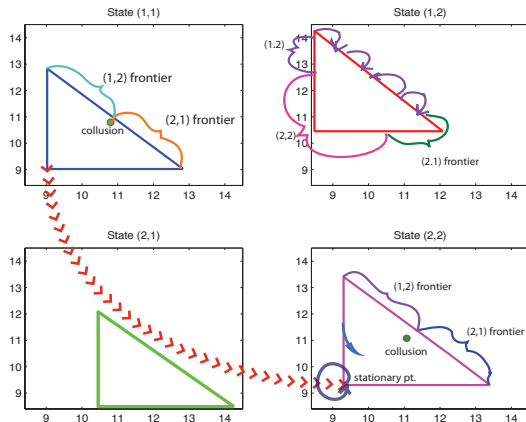 State (1,1)
14
13
12
11
10
9
9 10 11 12 13 14
(1,2) frontier
(2,1) frontier
collusion
State (1,2)
14
13
12
11
10
9
9 10 11 12 13 14
(1.2)
(2,2)
(2.1) frontier
State (2,1)
14
13
12
11
10
9
9 10 11 12 13 14
State (2,2)
14
13
12
11
10
9
9 10 11 12 13 14
(1,2) frontier
(2,1) frontier
collusion
stationary pt.